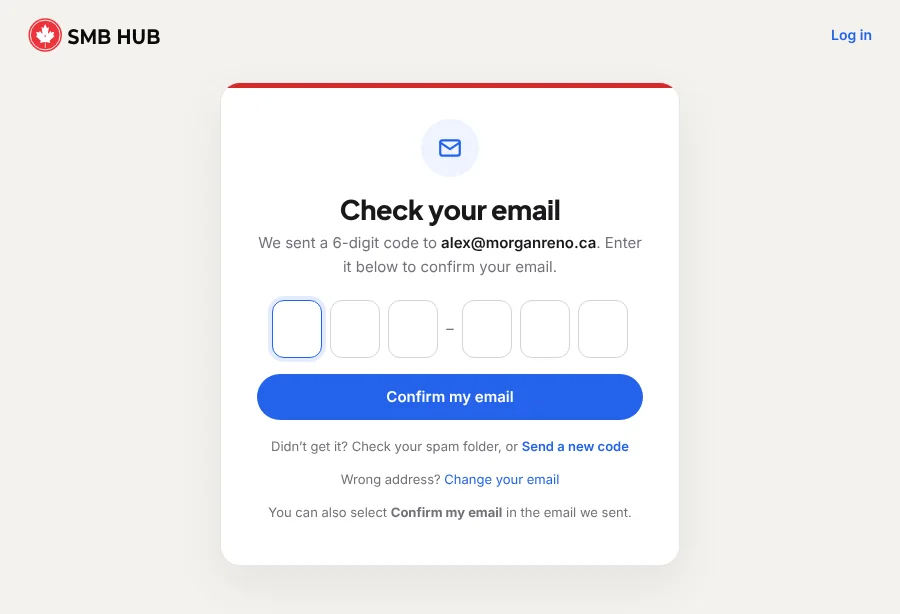 SMB HUB
Log in
Check your email
We sent a 6-digit code to alex@morganreno.ca. Enter
it below to confirm your email.
–
Confirm my email
Didn’t get it? Check your spam folder, or Send a new code
Wrong address? Change your email
You can also select Confirm my email in the email we sent.